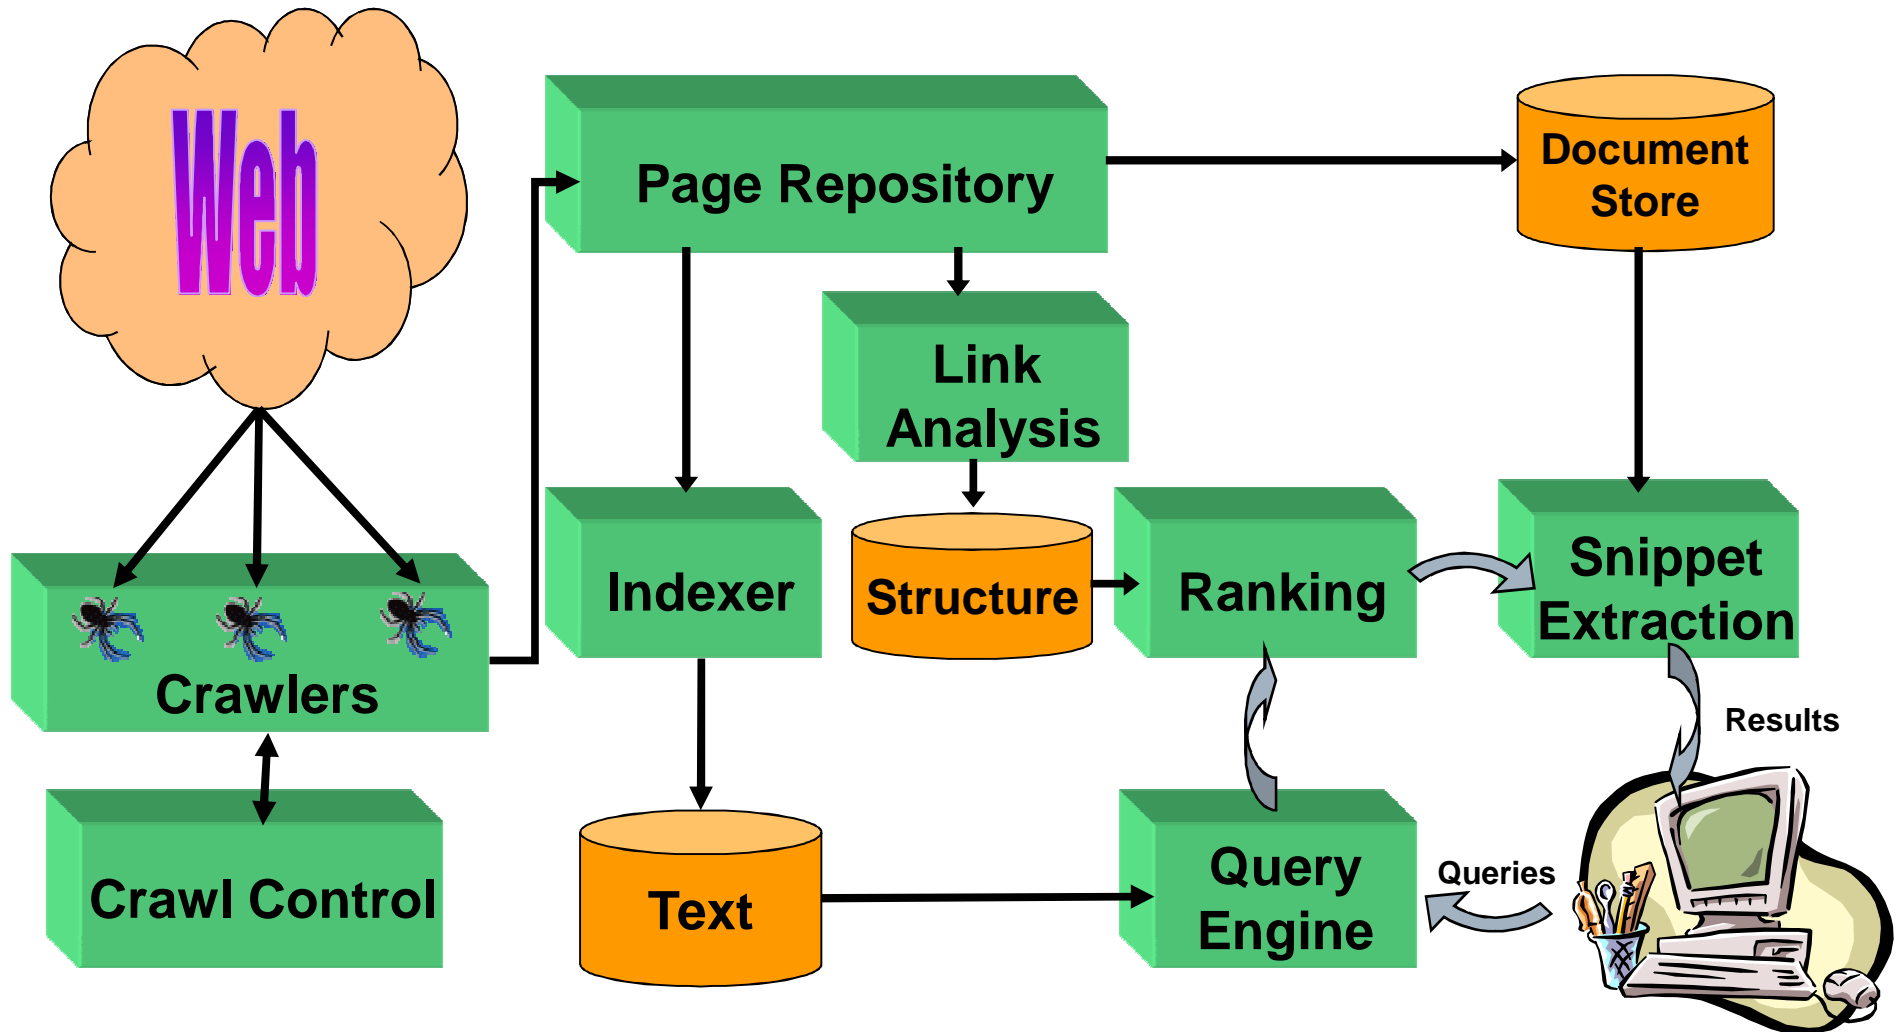 Web
Page Repository
Document
Store
Link
Analysis
Indexer
Structure
Ranking
Snippet
Extraction
Crawlers
Results
Crawl Control
Text
Query
Engine
Queries